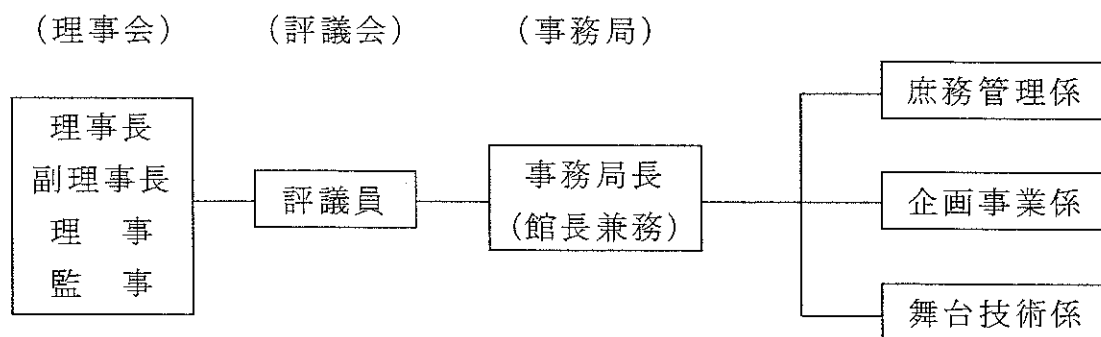 (理事会)
(評議会)
(事務局)
理事長
副理事長
理　事
監　事
評議員
事務局長
(館長兼務)
庶務管理係
企画事業係
舞台技術係